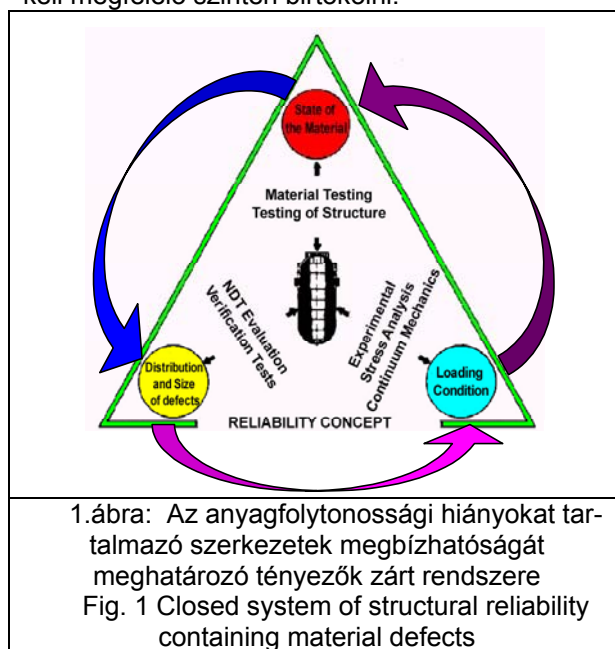 kell megfelelő szinten birtokolni.
State of
the Material
Material Testing
Testing of Structure
NDT Evaluation
Verification Tests
Experimental
Stress Analysis
Continuum Mechanics
Distribution
and Size
of defects
Loading
Condition
RELIABILITY CONCEPT
1.ábra: Az anyagfolytonossági hiányokat tar-
talmazó szerkezetek megbízhatóságát
meghatározó tényezők zárt rendszere
Fig. 1 Closed system of structural reliability
containing material defects